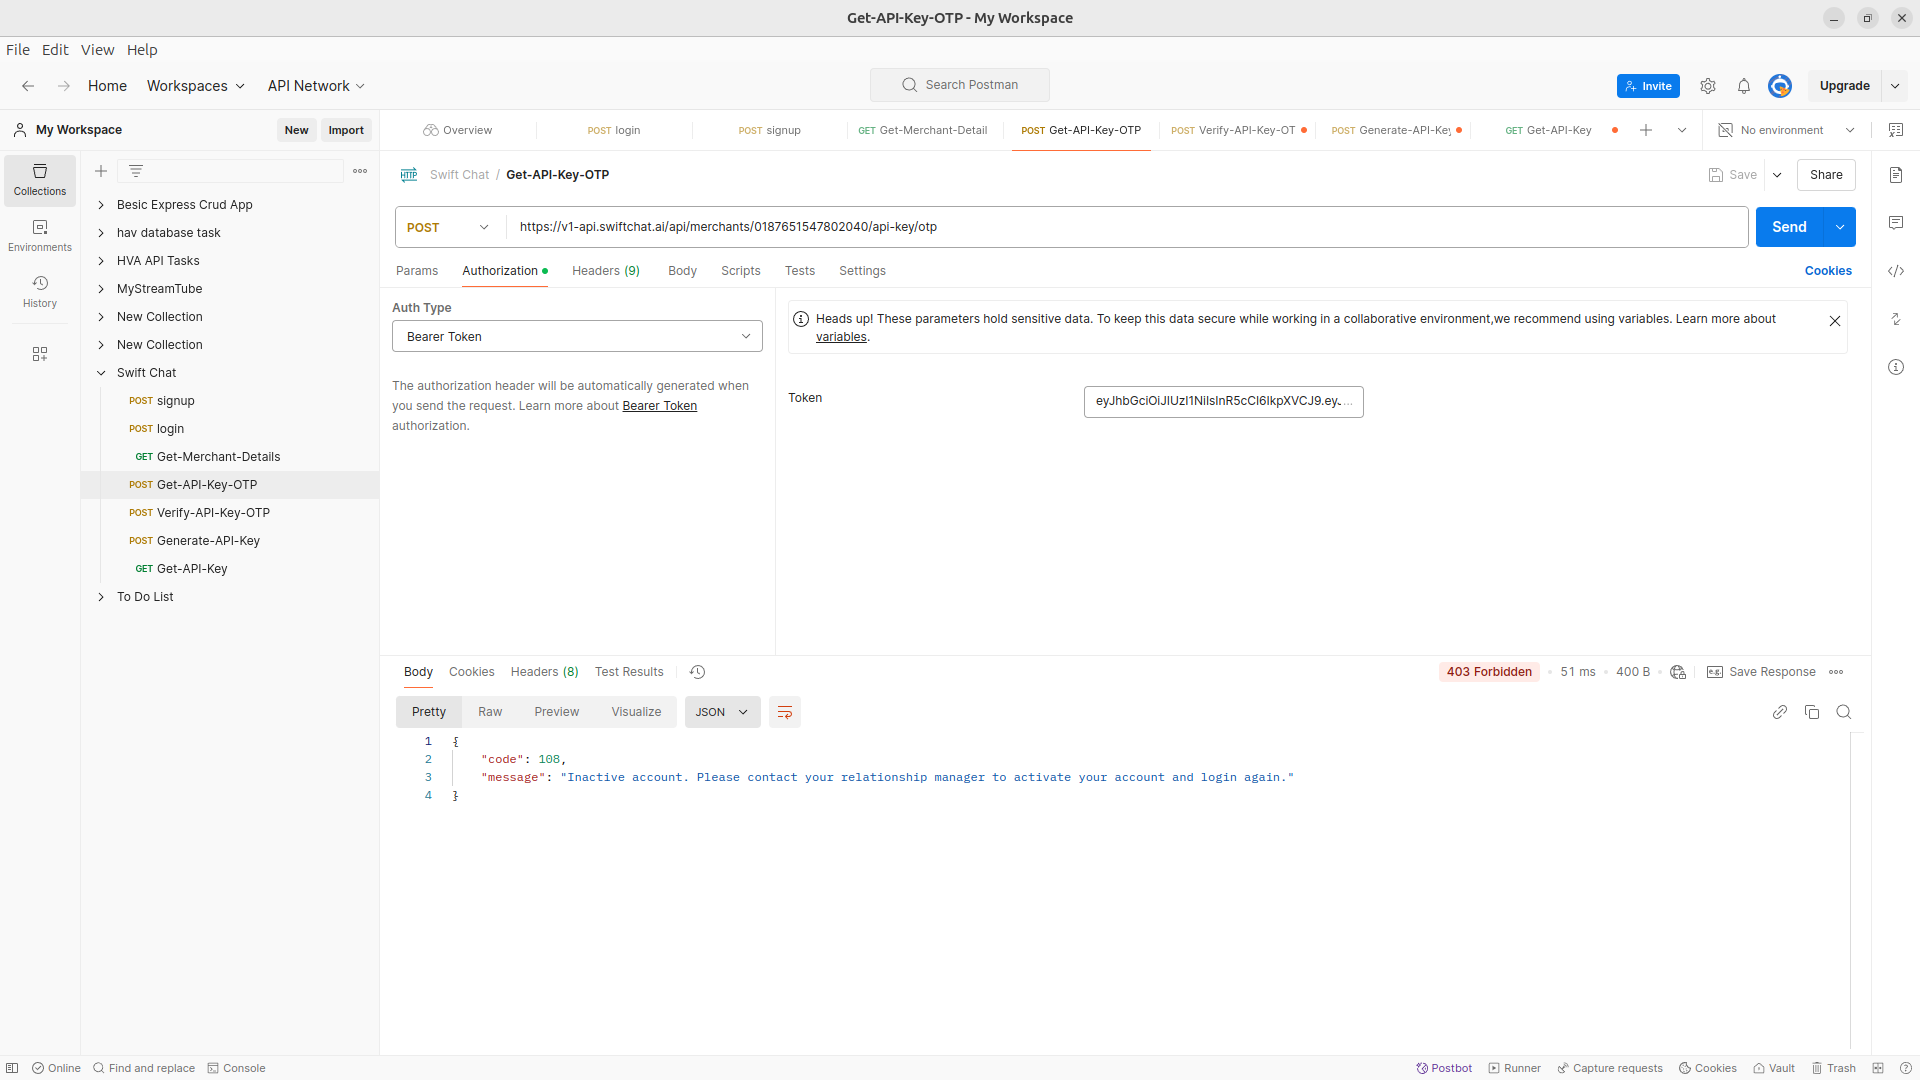 Get-API-Key-OTP - My Workspace
File Edit View Help
Home Workspaces API Network
Search Postman
Invite
Upgrade
My Workspace
New Import
Overview
POST login
POST signup
GET Get-Merchant-Detail
POST Get-API-Key-OTP
POST Verify-API-Key-OT
POST Generate-API-Key
GET Get-API-Key
No environment
Collections
Environments
History
Besic Express Crud App
hav database task
HVA API Tasks
MyStreamTube
New Collection
New Collection
Swift Chat
POST signup
POST login
GET Get-Merchant-Details
POST Get-API-Key-OTP
POST Verify-API-Key-OTP
POST Generate-API-Key
GET Get-API-Key
To Do List
HTTP Swift Chat / Get-API-Key-OTP
Save Share
POST https://v1-api.swiftchat.ai/api/merchants/0187651547802040/api-key/otp
Send
Params Authorization Headers (9) Body Scripts Tests Settings
Cookies
Auth Type
Bearer Token
The authorization header will be automatically generated when
you send the request. Learn more about Bearer Token
authorization.
Heads up! These parameters hold sensitive data. To keep this data secure while working in a collaborative environment,we recommend using variables. Learn more about
variables.
Token
eyJhbGciOiJIUzI1NiIsInR5cCI6IkpXVCJ9.eyJ...
Body Cookies Headers (8) Test Results
403 Forbidden 51 ms 400 B
e.g. Save Response
Pretty Raw Preview Visualize JSON
1 {
2 "code": 108,
3 "message": "Inactive account. Please contact your relationship manager to activate your account and login again."
4 }
Online Find and replace Console
Postbot Runner Capture requests Cookies Vault Trash